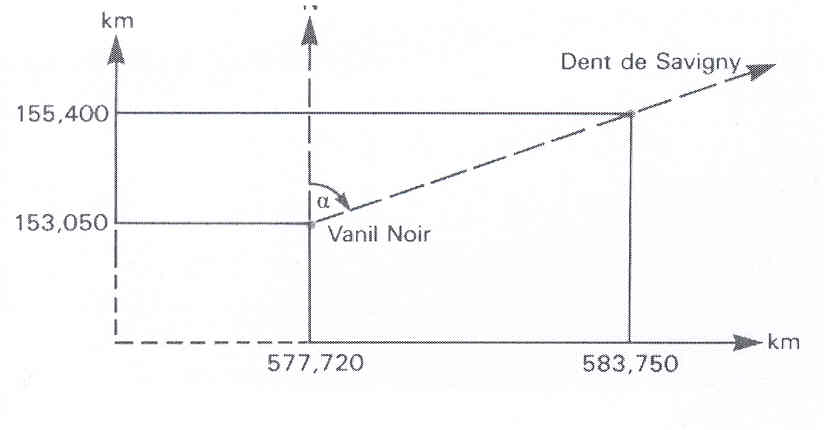 km
Dent de Savigny
155,400
α
153,050
Vanil Noir
km
577,720
583,750